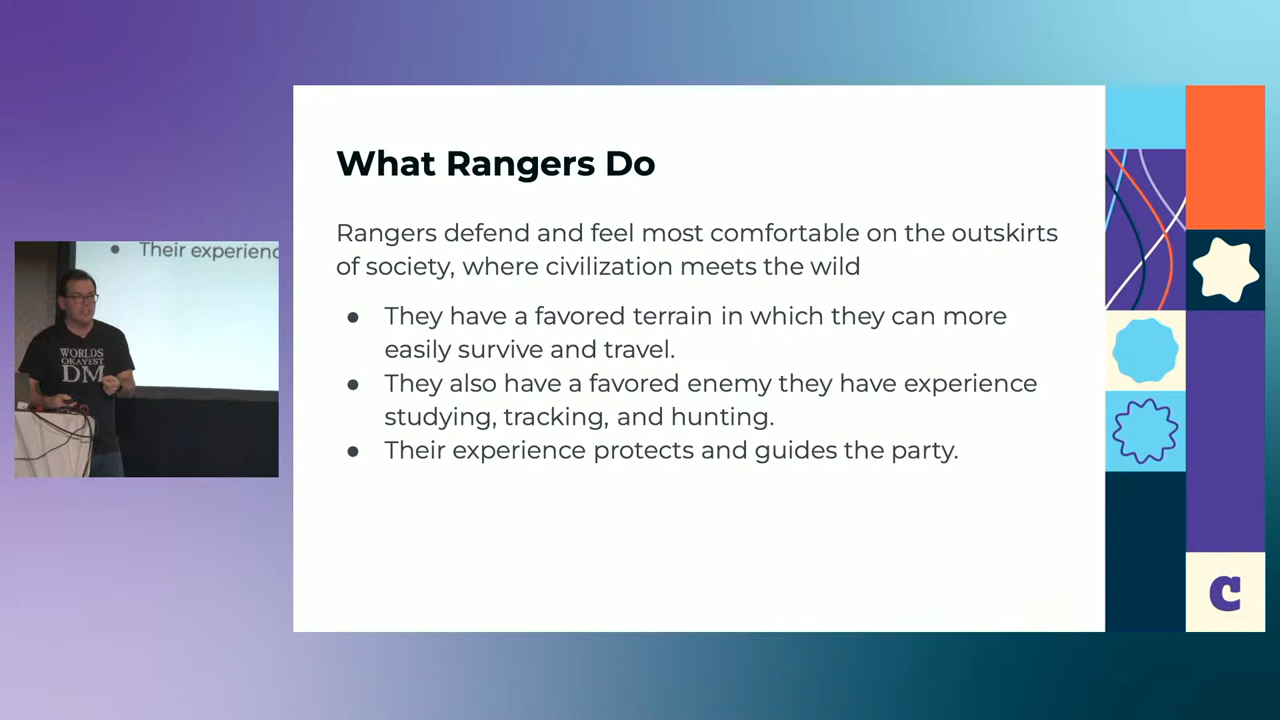 What Rangers Do
Rangers defend and feel most comfortable on the outskirts
of society, where civilization meets the wild
● They have a favored terrain in which they can more
easily survive and travel.
● They also have a favored enemy they have experience
studying, tracking, and hunting.
● Their experience protects and guides the party.
● Their experienc
WORLDS
OKAYEST
DM
C